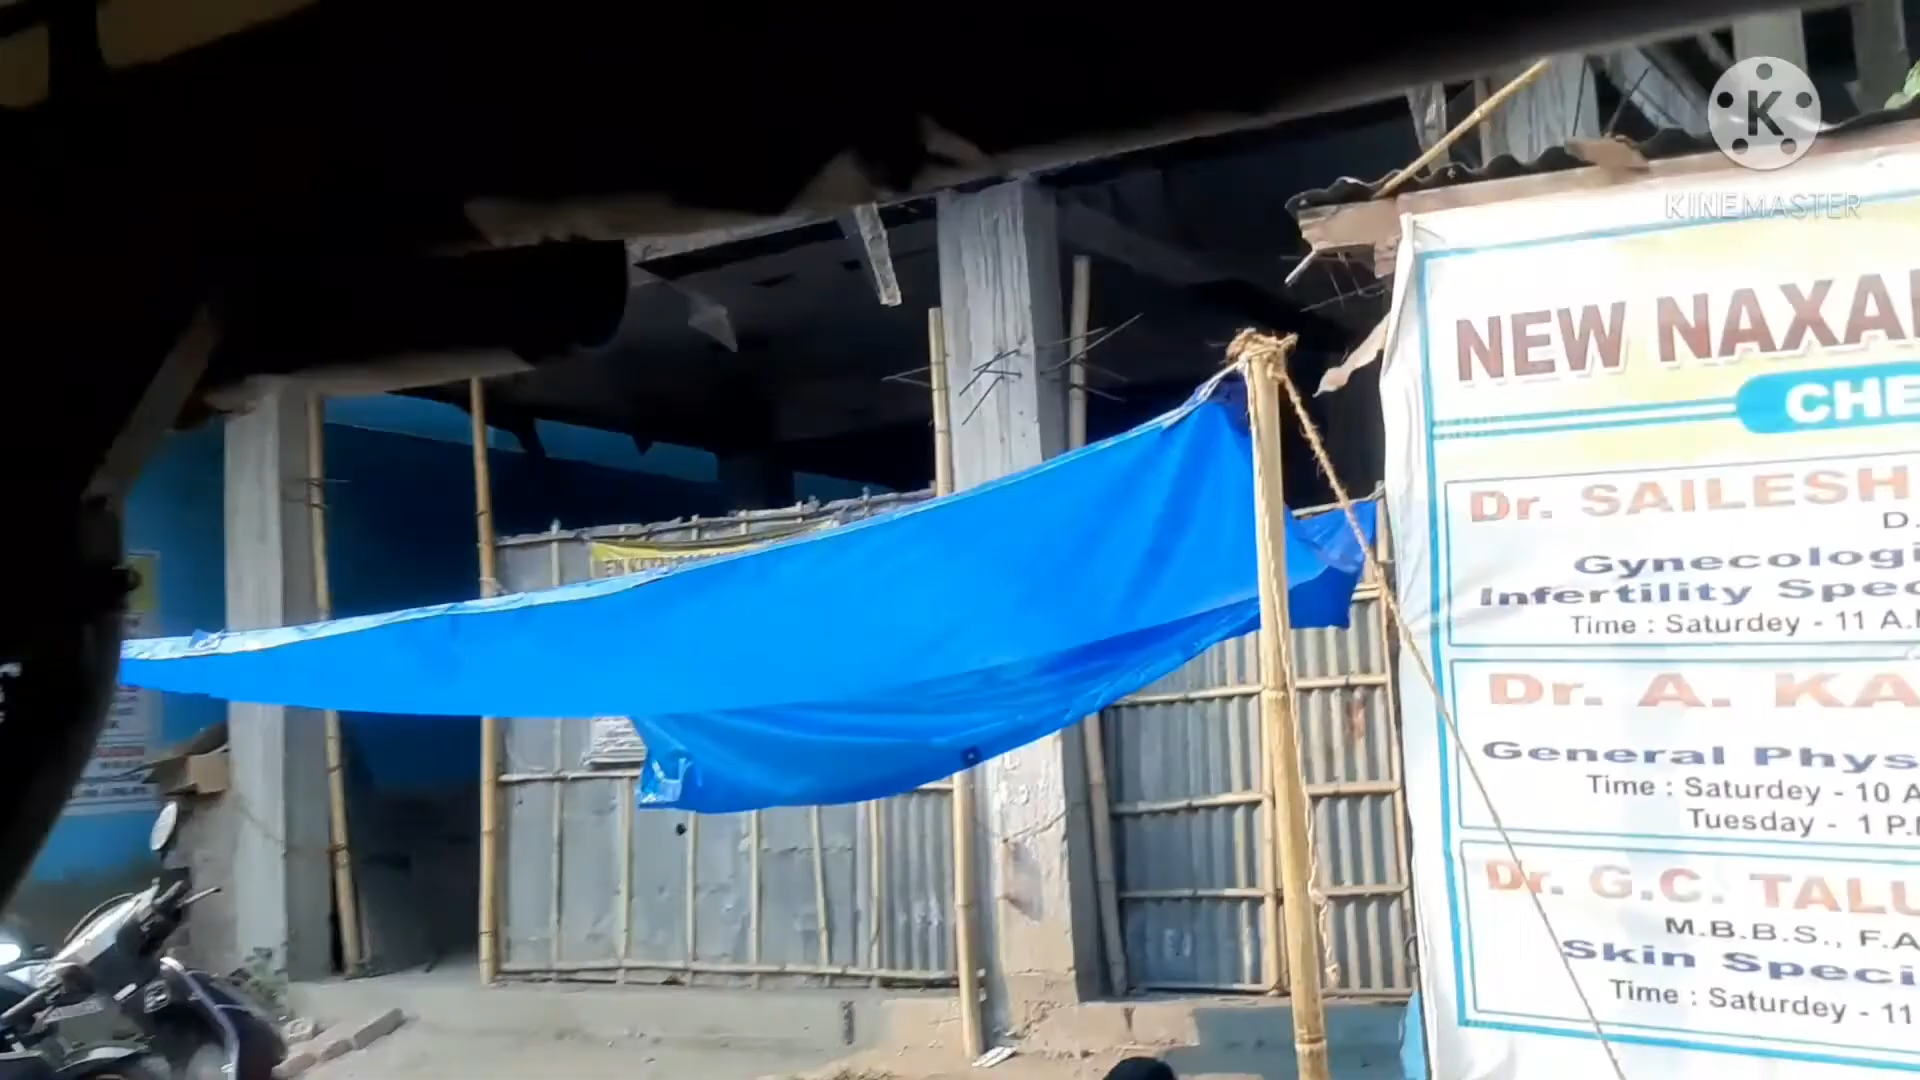 K
KINEMASTER
NEW NAXAL
CHE
Dr. SAILESH
D.
Gynecologi
Infertility Spec
Time : Saturdey - 11 A.M
Dr. A. KA
General Phys
Time : Saturdey - 10 A
Tuesday - 1 P.M
Dr. G.C. TALU
M.B.B.S., F.A
Skin Speci
Time : Saturdey - 11